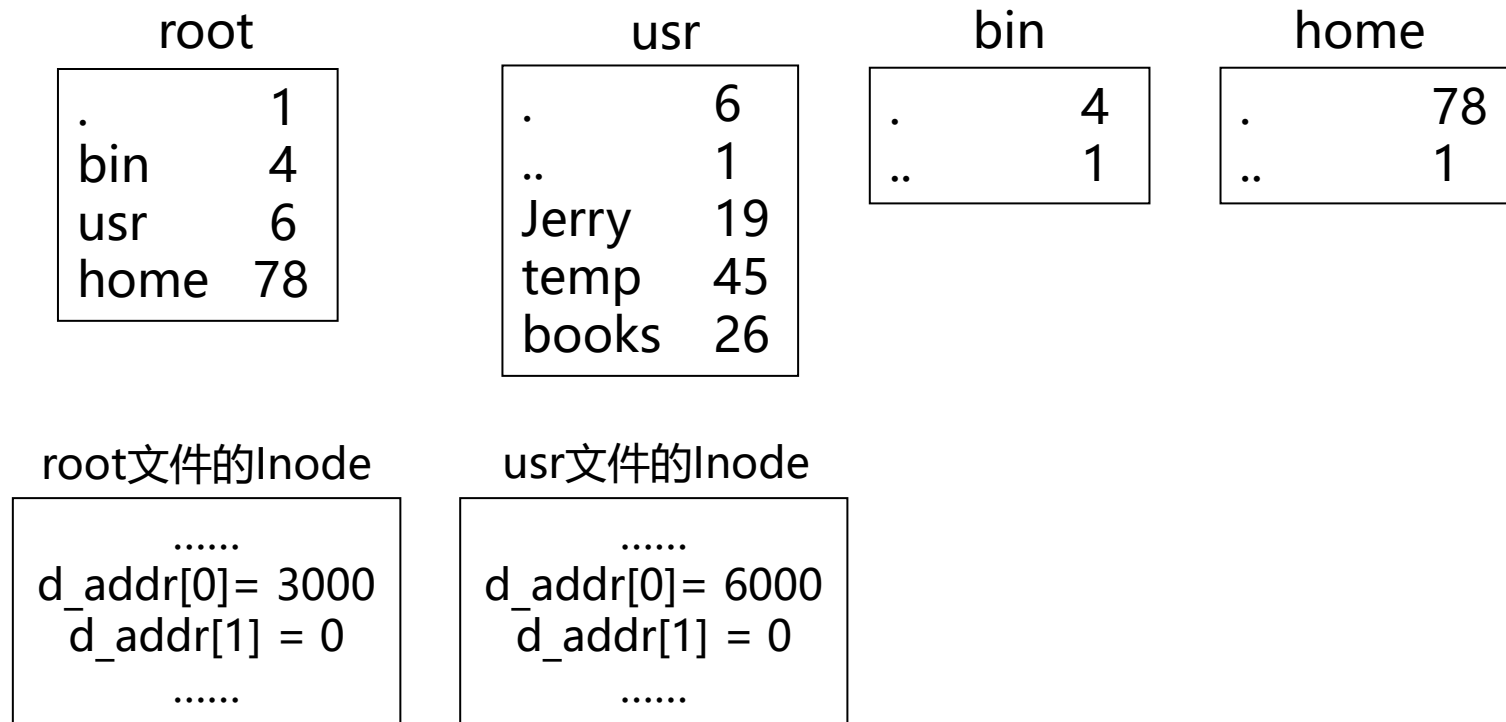 root
. 1
bin 4
usr 6
home 78
usr
. 6
.. 1
Jerry 19
temp 45
books 26
bin
. 4
.. 1
home
. 78
.. 1
root文件的Inode
......
d_addr[0]= 3000
d_addr[1] = 0
......
usr文件的Inode
......
d_addr[0]= 6000
d_addr[1] = 0
......